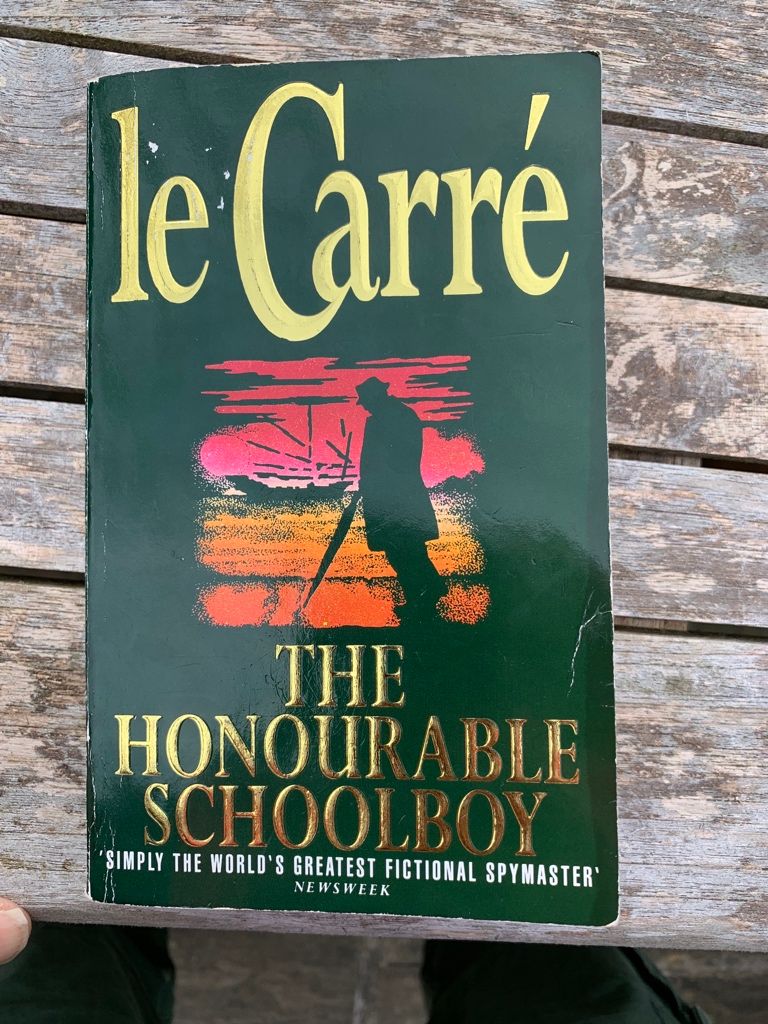 le Carré
THE
HONOURABLE
SCHOOLBOY
'SIMPLY THE WORLD'S GREATEST FICTIONAL SPYMASTER'
NEWSWEEK